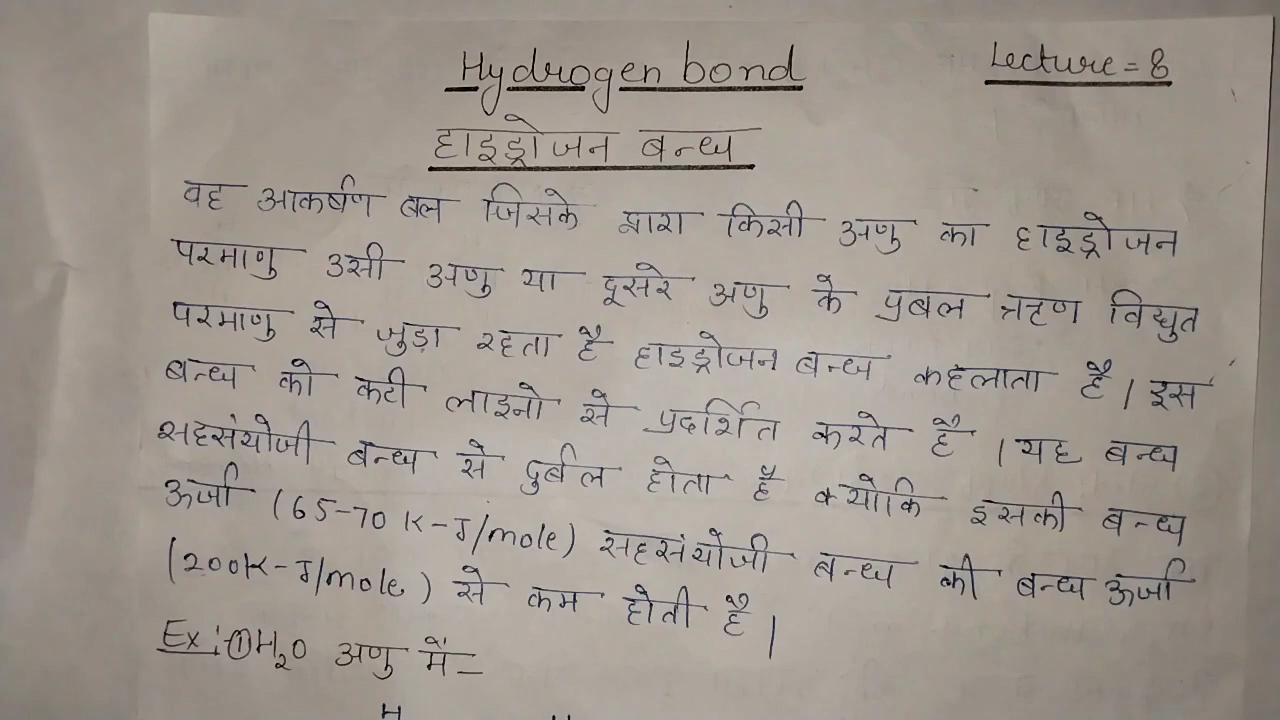 Hydrogen bond
Lecture = 8
हाइड्रोजन बन्ध
वह आकर्षण बल जिसके द्वारा किसी अणु का हाइड्रोजन
परमाणु उसी अणु या दूसरे अणु के प्रबल ऋण विद्युत
परमाणु से जुड़ा रहता है हाइड्रोजन बन्ध कहलाता है। इस
बन्ध को कटी लाइनो से प्रदर्शित करते है । यह बन्ध
सहसंयोजी बन्ध से दुर्बल होता है क्योकि इसकी बन्ध
ऊर्जा (65-70 K-J/mole) सहसंयोजी बन्ध की बन्ध ऊर्जा
(200K-J/mole) से कम होती है।
Ex:① H₂O अणु में-
H